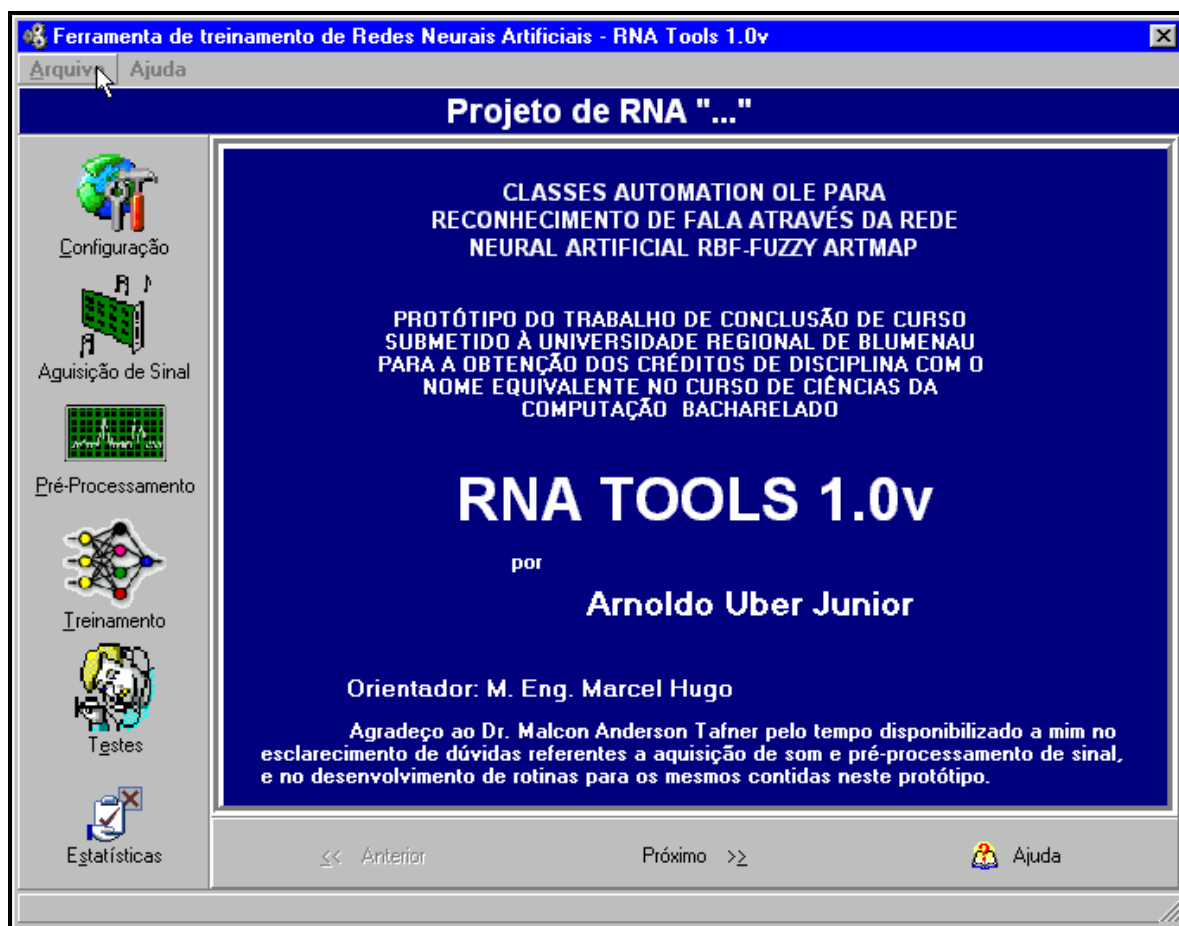 Ferramenta de treinamento de Redes Neurais Artificiais - RNA Tools 1.0v
Arquivo Ajuda
Projeto de RNA "..."
Configuração
Aquisição de Sinal
Pré-Processamento
Treinamento
Testes
Estatísticas
CLASSES AUTOMATION OLE PARA
RECONHECIMENTO DE FALA ATRAVÉS DA REDE
NEURAL ARTIFICIAL RBF-FUZZY ARTMAP
PROTÓTIPO DO TRABALHO DE CONCLUSÃO DE CURSO
SUBMETIDO À UNIVERSIDADE REGIONAL DE BLUMENAU
PARA A OBTENÇÃO DOS CRÉDITOS DE DISCIPLINA COM O
NOME EQUIVALENTE NO CURSO DE CIÊNCIAS DA
COMPUTAÇÃO BACHARELADO
RNA TOOLS 1.0v
por
Arnoldo Uber Junior
Orientador: M. Eng. Marcel Hugo
Agradeço ao Dr. Malcon Anderson Tafner pelo tempo disponibilizado a mim no
esclarecimento de dúvidas referentes a aquisição de som e pré-processamento de sinal,
e no desenvolvimento de rotinas para os mesmos contidas neste protótipo.
<< Anterior
Próximo >>
Ajuda